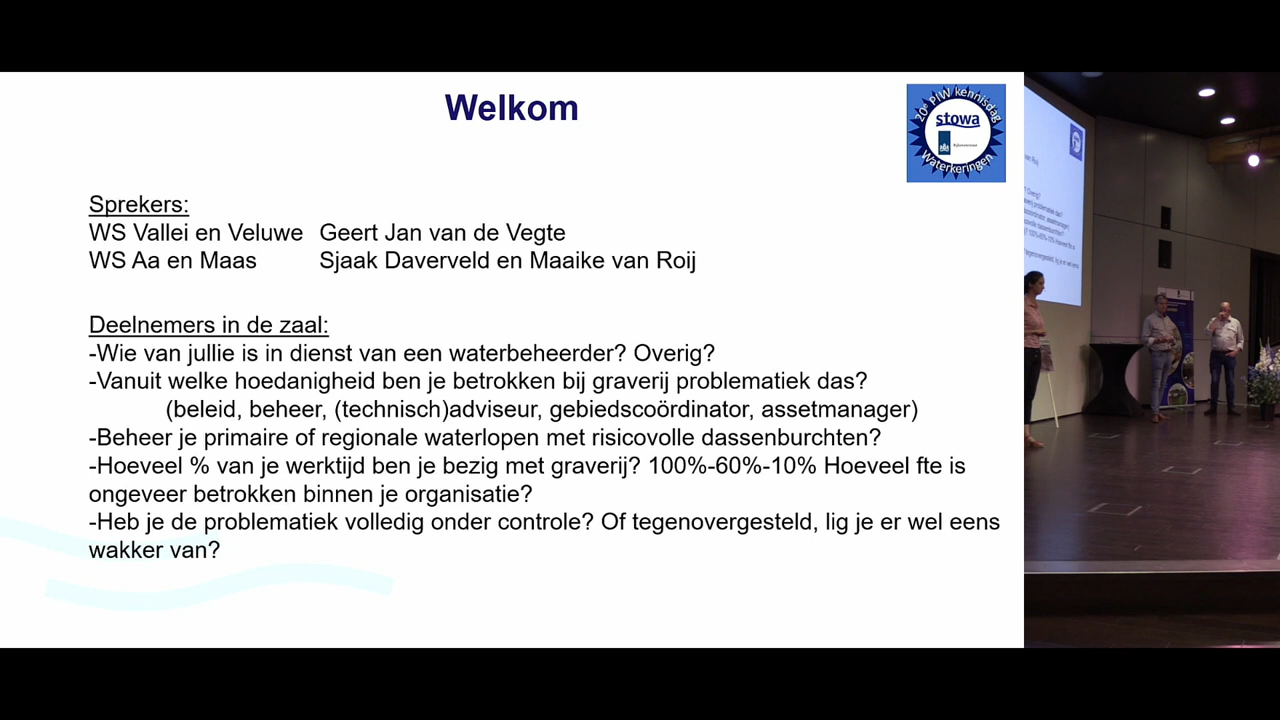 Welkom
20e PIW kennisdag
stowa
Rijkswaterstaat
Waterkeringen
Sprekers:
WS Vallei en Veluwe Geert Jan van de Vegte
WS Aa en Maas Sjaak Daverveld en Maaike van Roij
Deelnemers in de zaal:
-Wie van jullie is in dienst van een waterbeheerder? Overig?
-Vanuit welke hoedanigheid ben je betrokken bij graverij problematiek das?
(beleid, beheer, (technisch)adviseur, gebiedscoördinator, assetmanager)
-Beheer je primaire of regionale waterlopen met risicovolle dassenburchten?
-Hoeveel % van je werktijd ben je bezig met graverij? 100%-60%-10% Hoeveel fte is
ongeveer betrokken binnen je organisatie?
-Heb je de problematiek volledig onder controle? Of tegenovergesteld, lig je er wel eens
wakker van?